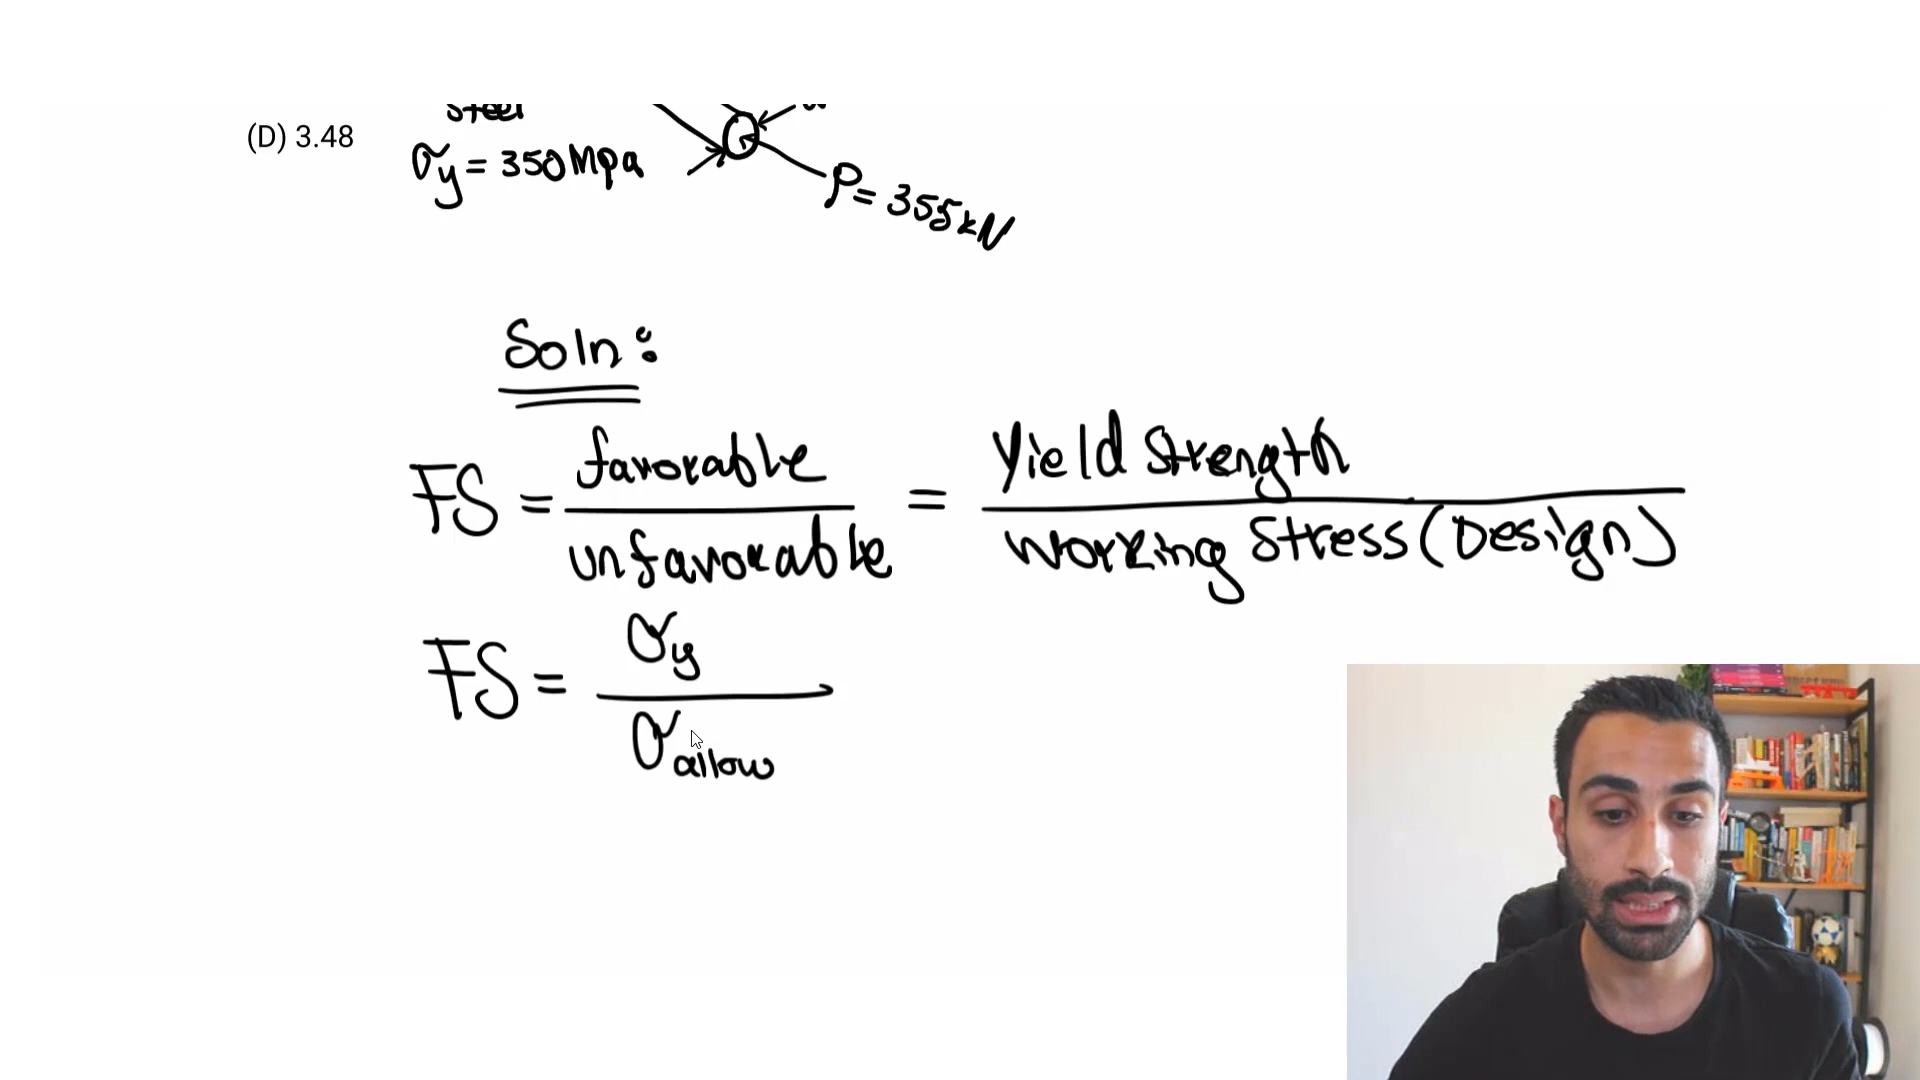 steel
(D) 3.48
σy = 350 Mpa
P = 355 kN
Soln:
FS = favorable / unfavorable = Yield Strength / Working Stress (Design)
FS = σy / σallow